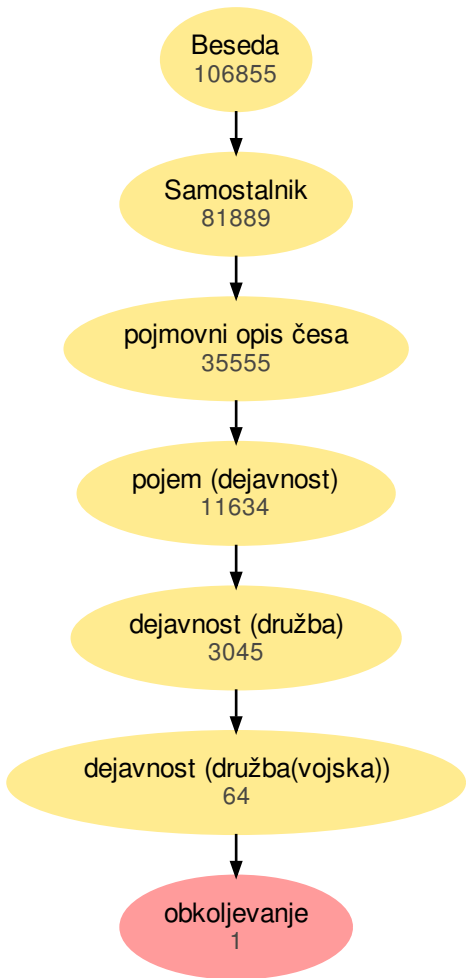 Beseda
106855
Samostalnik
81889
pojmovni opis česa
35555
pojem (dejavnost)
11634
dejavnost (družba)
3045
dejavnost (družba(vojska))
64
obkoljevanje
1